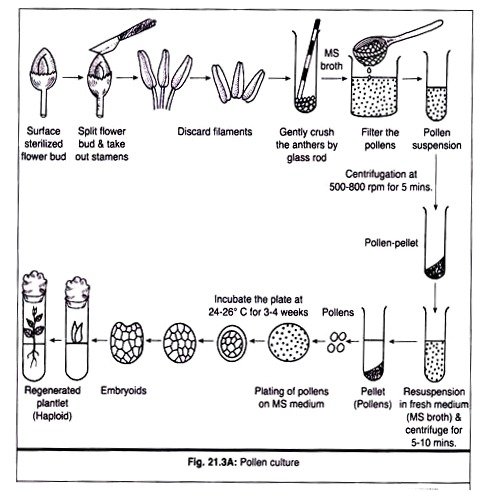 Surface
sterilized
flower bud
Split flower
bud & take
out stamens
Discard filaments
Gently crush
the anthers by
glass rod
MS
broth
Filter the
pollens
Pollen
suspension
Centrifugation at
500-800 rpm for 5 mins.
Pollen-pellet
Resuspension
in fresh medium
(MS broth) &
centrifuge for
5-10 mins.
Pellet
(Pollens)
Pollens
Plating of pollens
on MS medium
Incubate the plate at
24-26° C for 3-4 weeks
Embryoids
Regenerated
plantlet
(Haploid)
Fig. 21.3A: Pollen culture